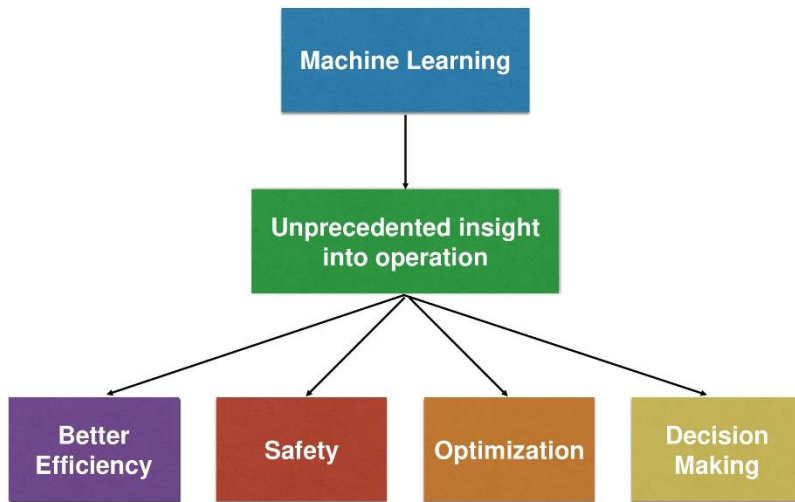 Machine Learning
Unprecedented insight
into operation
Better
Efficiency
Safety
Optimization
Decision
Making